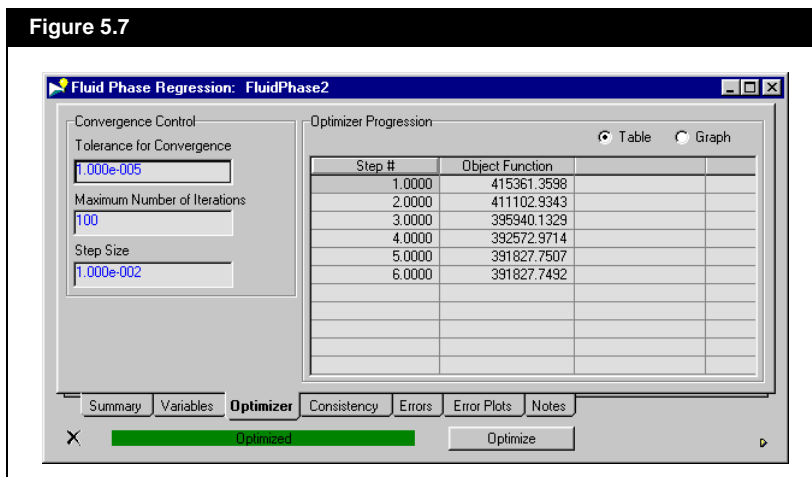 Figure 5.7
Fluid Phase Regression: FluidPhase2
Convergence Control
Tolerance for Convergence
1.000e-005
Maximum Number of Iterations
100
Step Size
1.000e-002
Optimizer Progression
Table Graph
Step # Object Function
1.0000 415361.3598
2.0000 411102.9343
3.0000 395940.1329
4.0000 392572.9714
5.0000 391827.7507
6.0000 391827.7492
Summary Variables Optimizer Consistency Errors Error Plots Notes
Optimized Optimize